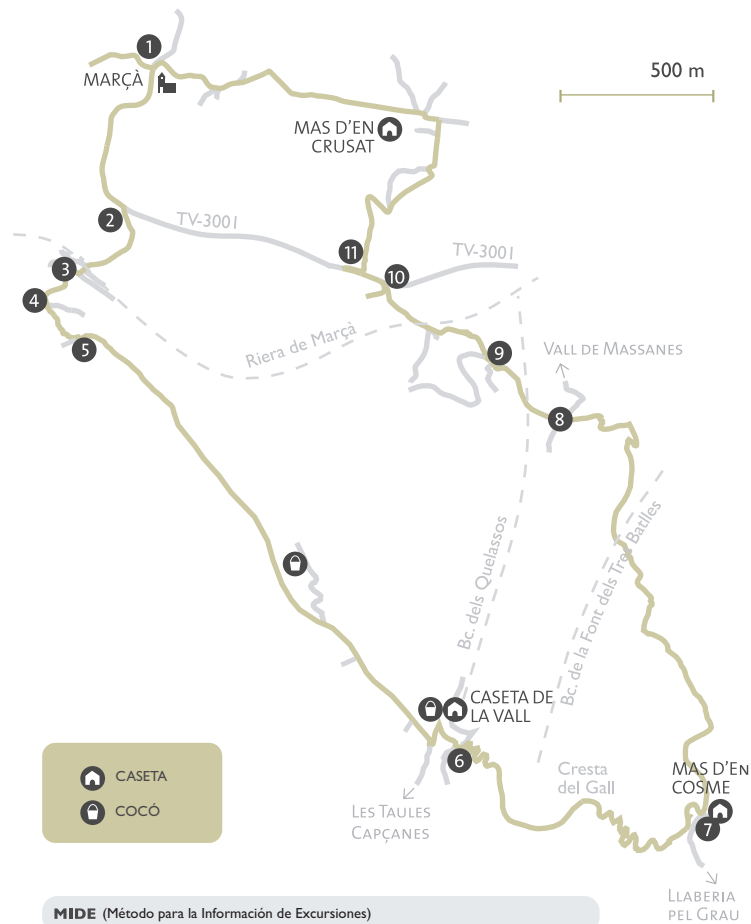 1
500 m
MARÇÀ
MAS D'EN
CRUSAT
2
TV-3001
11
TV-3001
10
3
4
Riera de Marçà
5
9
VALL DE MASSANES
8
Bc. dels Quelassos
Bc. de la Font dels Tres Batlles
CASETA DE
LA VALL
6
CASETA
COCÓ
Cresta
del Gall
MAS D'EN
COSME
7
LES TAULES
CAPÇANES
LLABERIA
PEL GRAU
MIDE (Método para la Información de Excursiones)